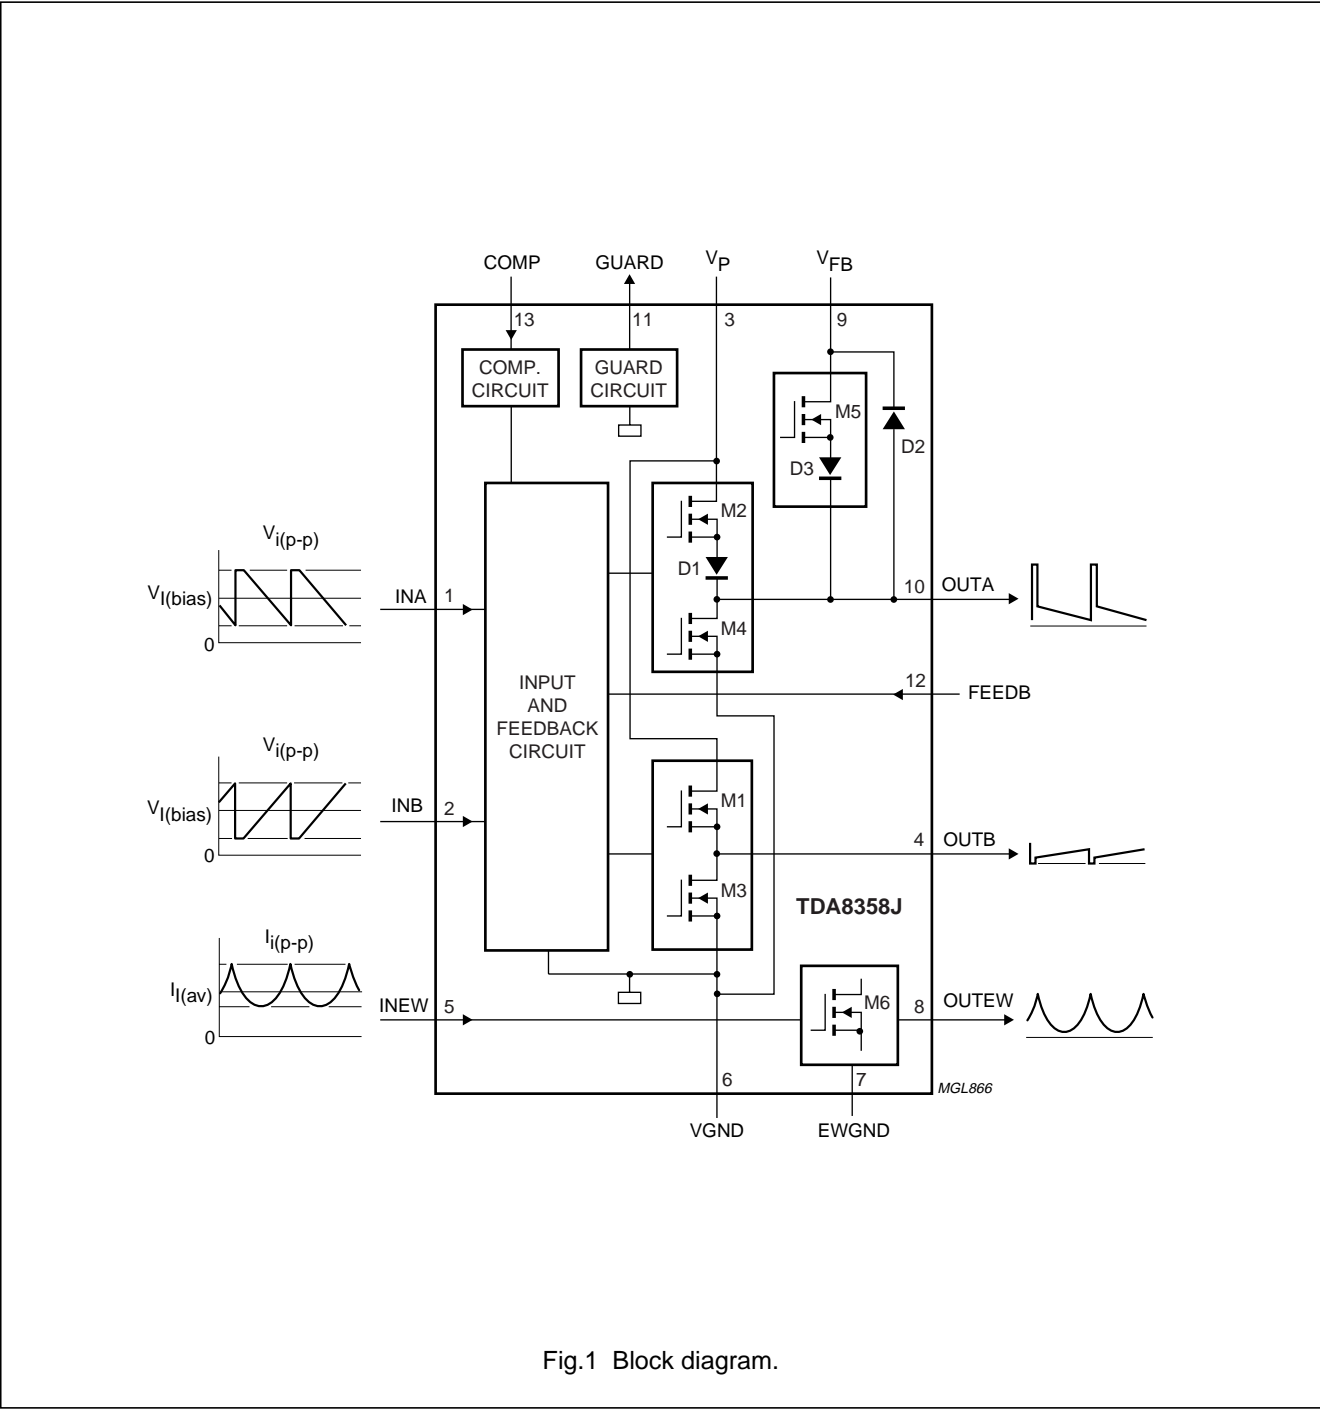 COMP GUARD VP VFB
13 11 3 9
COMP.
CIRCUIT
GUARD
CIRCUIT
M5
D2
D3
M2
D1
M4
Vi(p-p)
VI(bias)
0
INA 1
10 OUTA
12
FEEDB
INPUT
AND
FEEDBACK
CIRCUIT
Vi(p-p)
VI(bias)
0
INB 2
M1
4 OUTB
M3
TDA8358J
Ii(p-p)
II(av)
0
INEW 5
M6
8 OUTEW
6
7
MGL866
VGND EWGND
Fig.1 Block diagram.